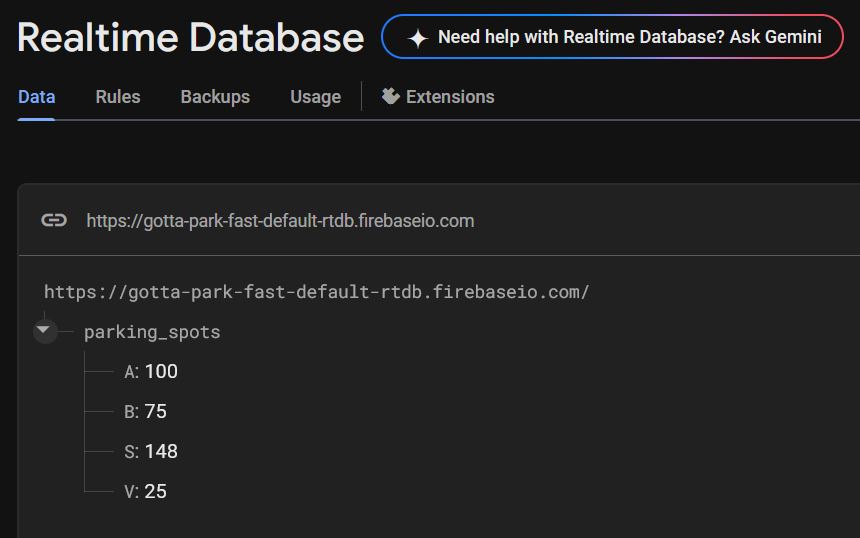 Realtime Database
Need help with Realtime Database? Ask Gemini
Data Rules Backups Usage Extensions
https://gotta-park-fast-default-rtdb.firebaseio.com
https://gotta-park-fast-default-rtdb.firebaseio.com/
parking_spots
A: 100
B: 75
S: 148
V: 25